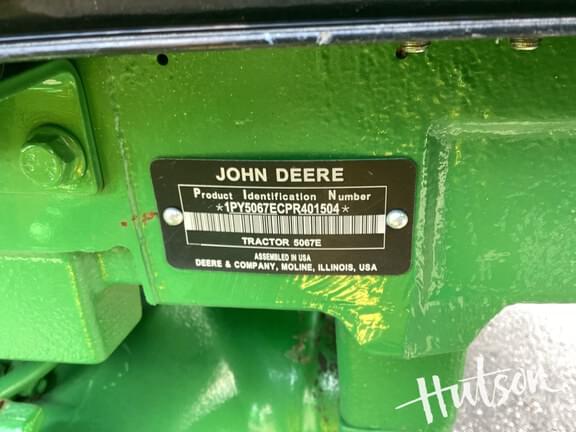 JOHN DEERE
Product Identification Number
*1PY5067ECPR401504*
TRACTOR 5067E
ASSEMBLED IN USA
DEERE & COMPANY, MOLINE, ILLINOIS, USA
Hutson